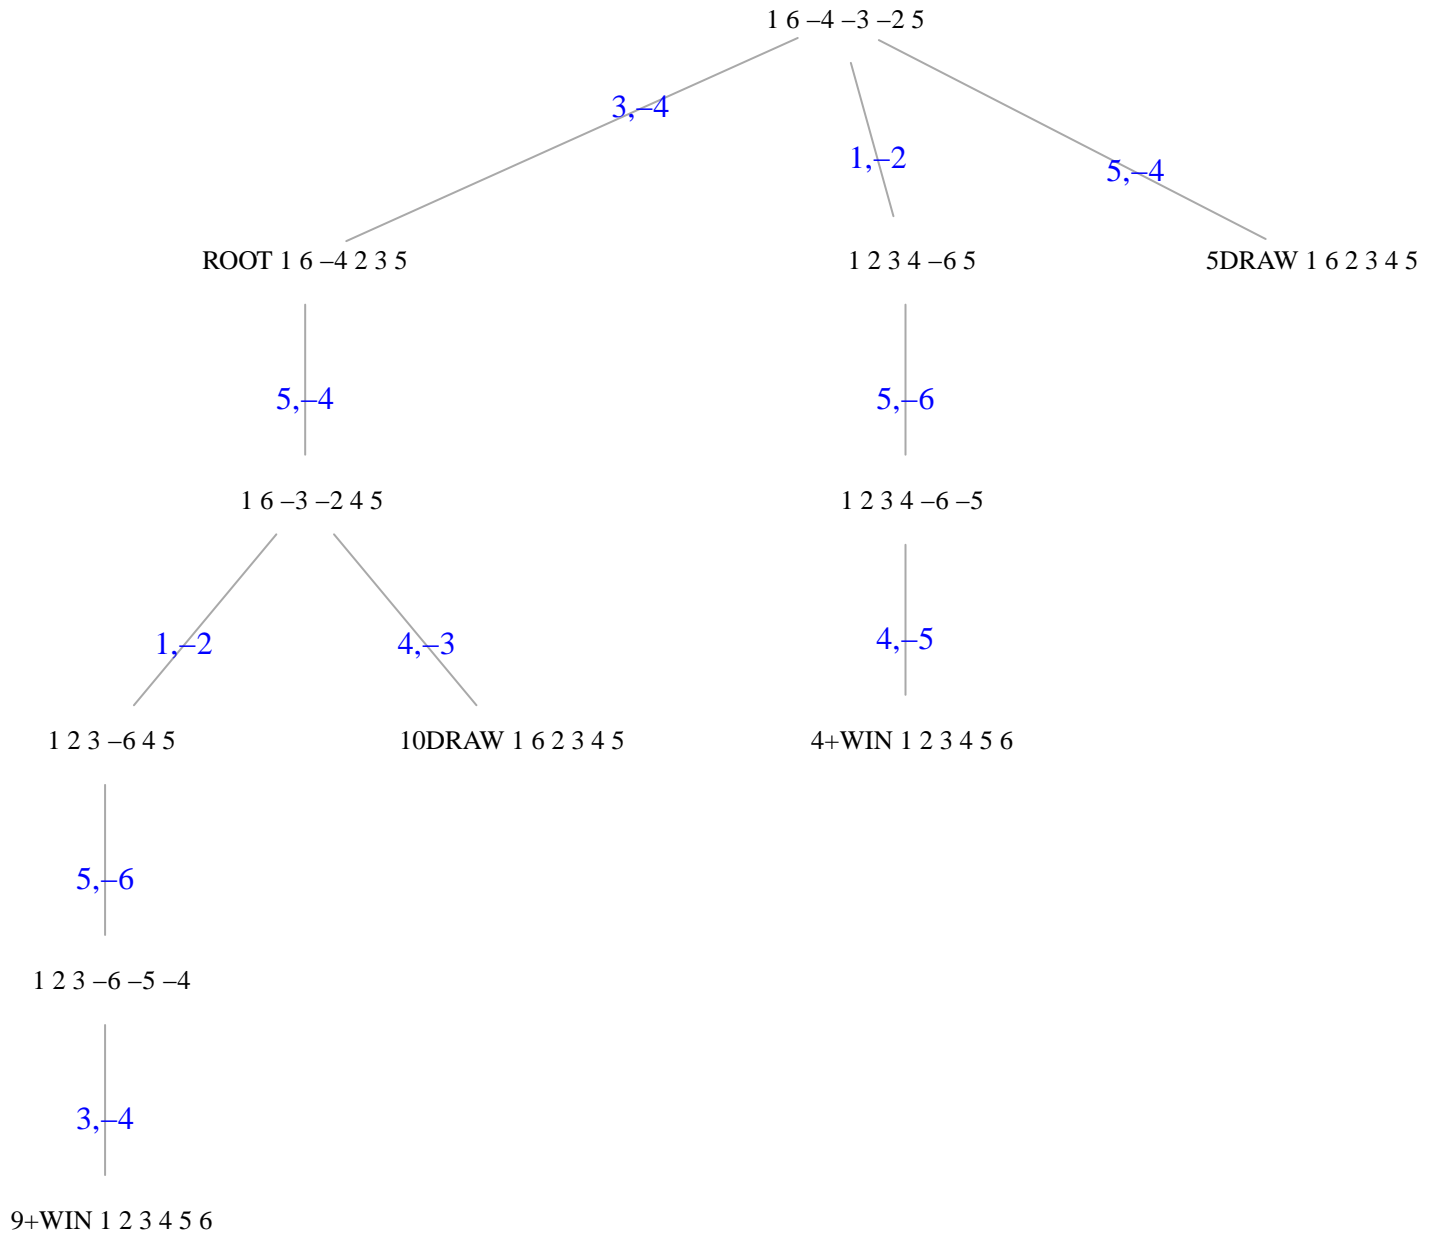 1 6 –4 –3 –2 5
3,–4
1,–2
5,–4
ROOT 1 6 –4 2 3 5
1 2 3 4 –6 5
5DRAW 1 6 2 3 4 5
5,–4
5,–6
1 6 –3 –2 4 5
1 2 3 4 –6 –5
1,–2
4,–3
4,–5
1 2 3 –6 4 5
10DRAW 1 6 2 3 4 5
4+WIN 1 2 3 4 5 6
5,–6
1 2 3 –6 –5 –4
3,–4
9+WIN 1 2 3 4 5 6